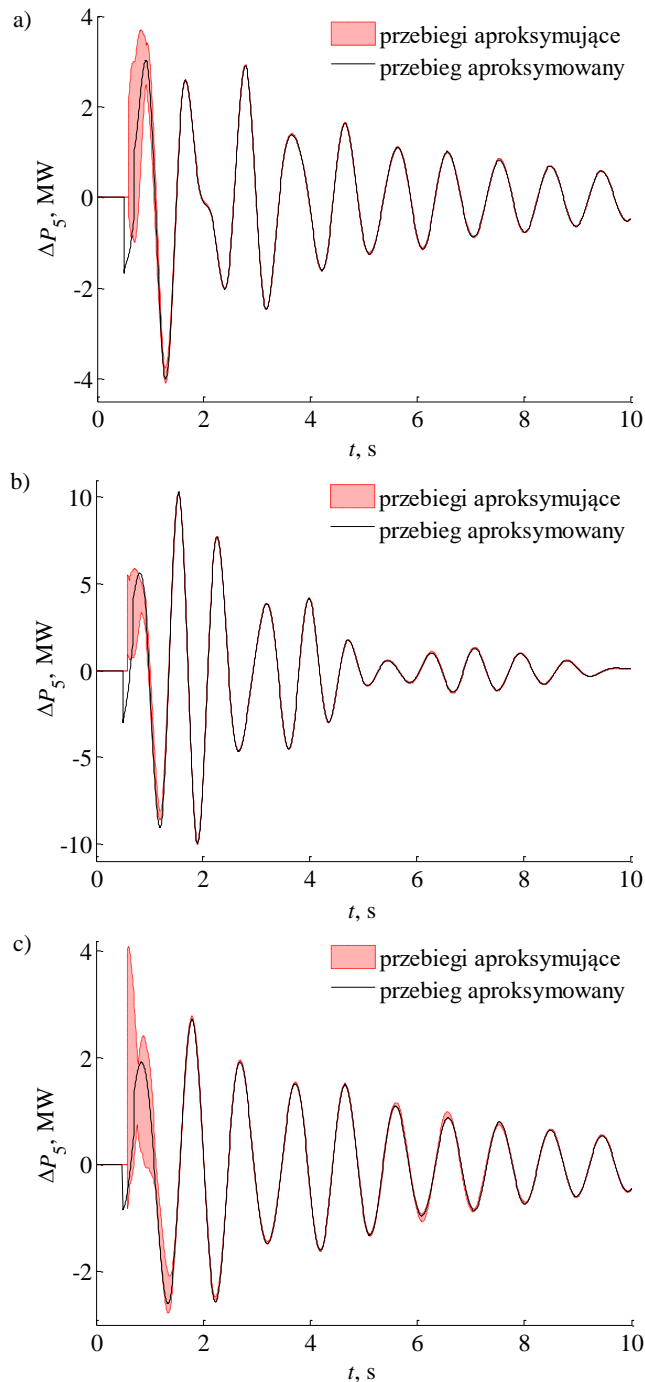 a)
4
2
0
-2
-4
ΔP₅, MW
przebiegi aproksymujące
przebieg aproksymowany
0 2 4 6 8 10
t, s
b)
10
5
0
-5
-10
ΔP₅, MW
przebiegi aproksymujące
przebieg aproksymowany
0 2 4 6 8 10
t, s
c)
4
2
0
-2
ΔP₅, MW
przebiegi aproksymujące
przebieg aproksymowany
0 2 4 6 8 10
t, s